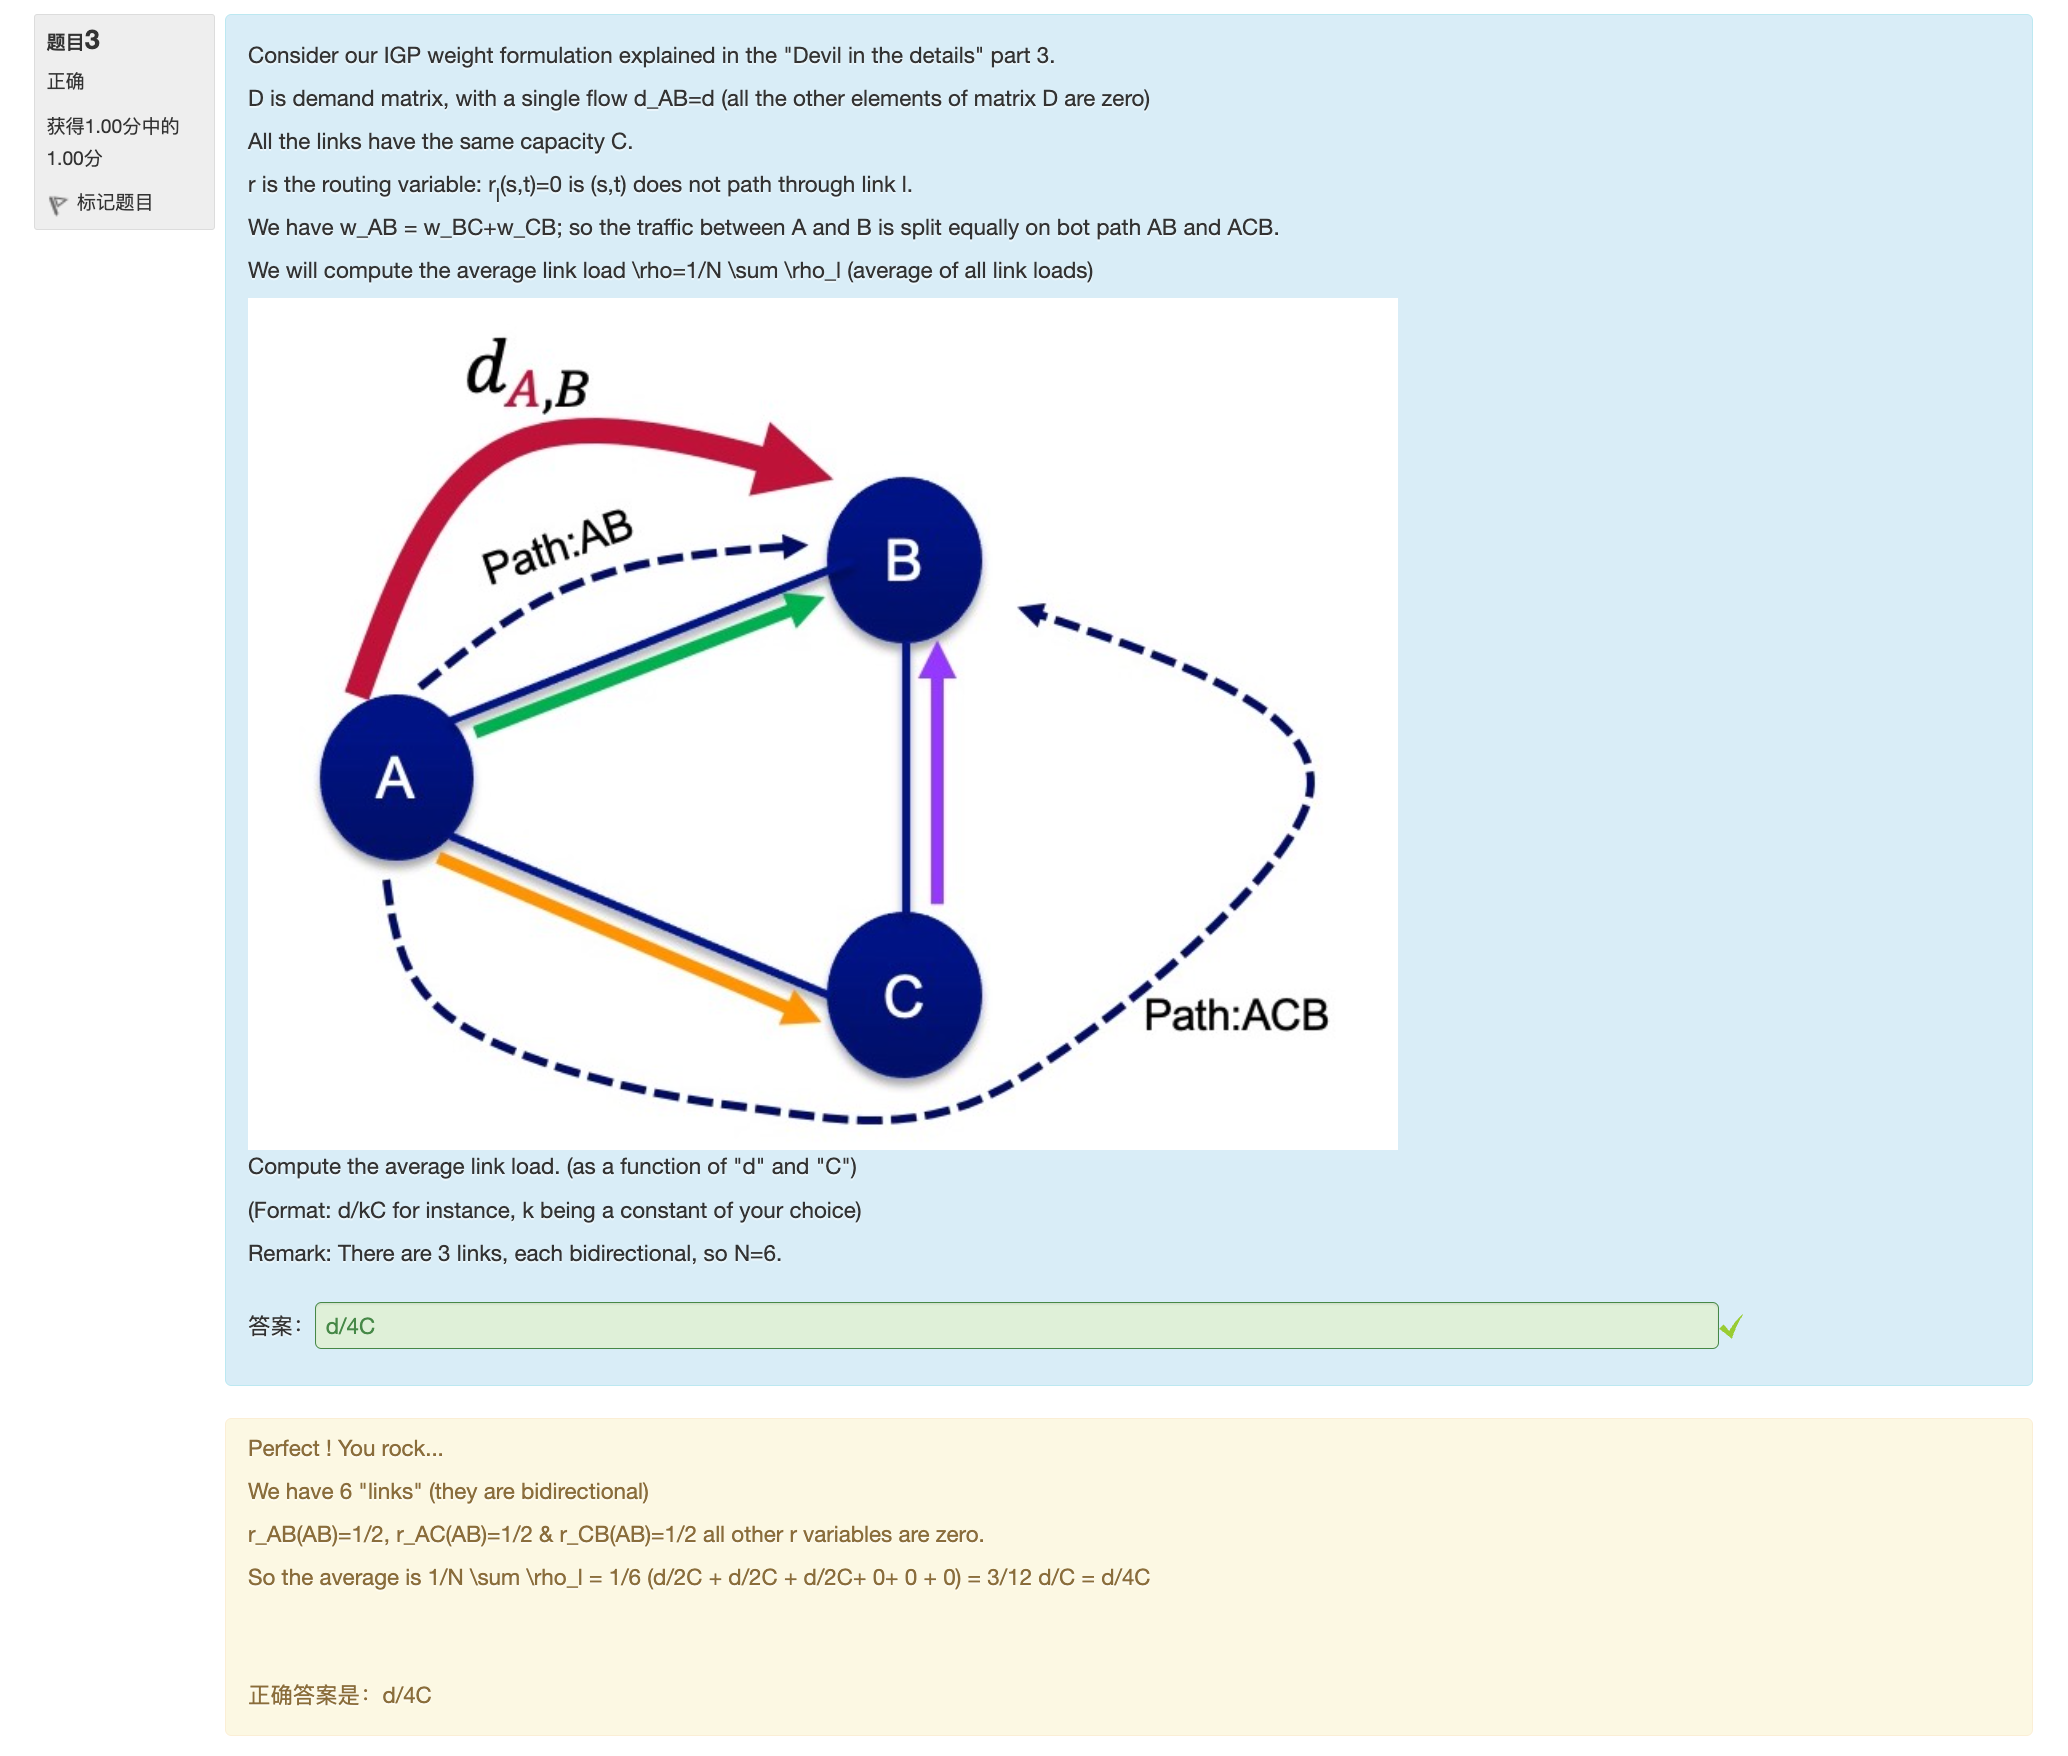 题目3
正确
获得1.00分中的
1.00分
标记题目
Consider our IGP weight formulation explained in the "Devil in the details" part 3.
D is demand matrix, with a single flow d_AB=d (all the other elements of matrix D are zero)
All the links have the same capacity C.
r is the routing variable: r_l(s,t)=0 is (s,t) does not path through link l.
We have w_AB = w_BC+w_CB; so the traffic between A and B is split equally on bot path AB and ACB.
We will compute the average link load \rho=1/N \sum \rho_l (average of all link loads)
d_A,B
Path:AB
B
A
C
Path:ACB
Compute the average link load. (as a function of "d" and "C")
(Format: d/kC for instance, k being a constant of your choice)
Remark: There are 3 links, each bidirectional, so N=6.
答案： d/4C
Perfect ! You rock...
We have 6 "links" (they are bidirectional)
r_AB(AB)=1/2, r_AC(AB)=1/2 & r_CB(AB)=1/2 all other r variables are zero.
So the average is 1/N \sum \rho_l = 1/6 (d/2C + d/2C + d/2C+ 0+ 0 + 0) = 3/12 d/C = d/4C
正确答案是：d/4C